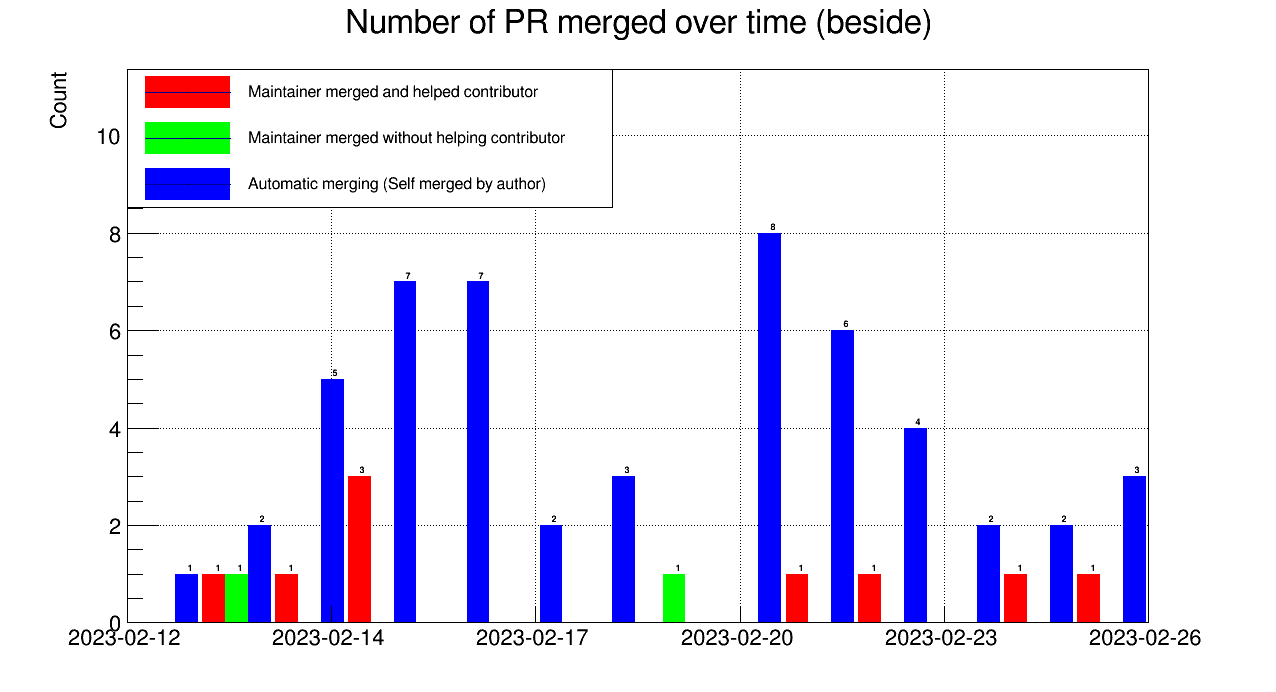 Number of PR merged over time (beside)
Count
Maintainer merged and helped contributor
Maintainer merged without helping contributor
Automatic merging (Self merged by author)
10
8
6
4
2
0
1 1 1 2 1 5 3 7 7 2 3 1 8 1 6 1 4 2 1 2 1 3
2023-02-12 2023-02-14 2023-02-17 2023-02-20 2023-02-23 2023-02-26